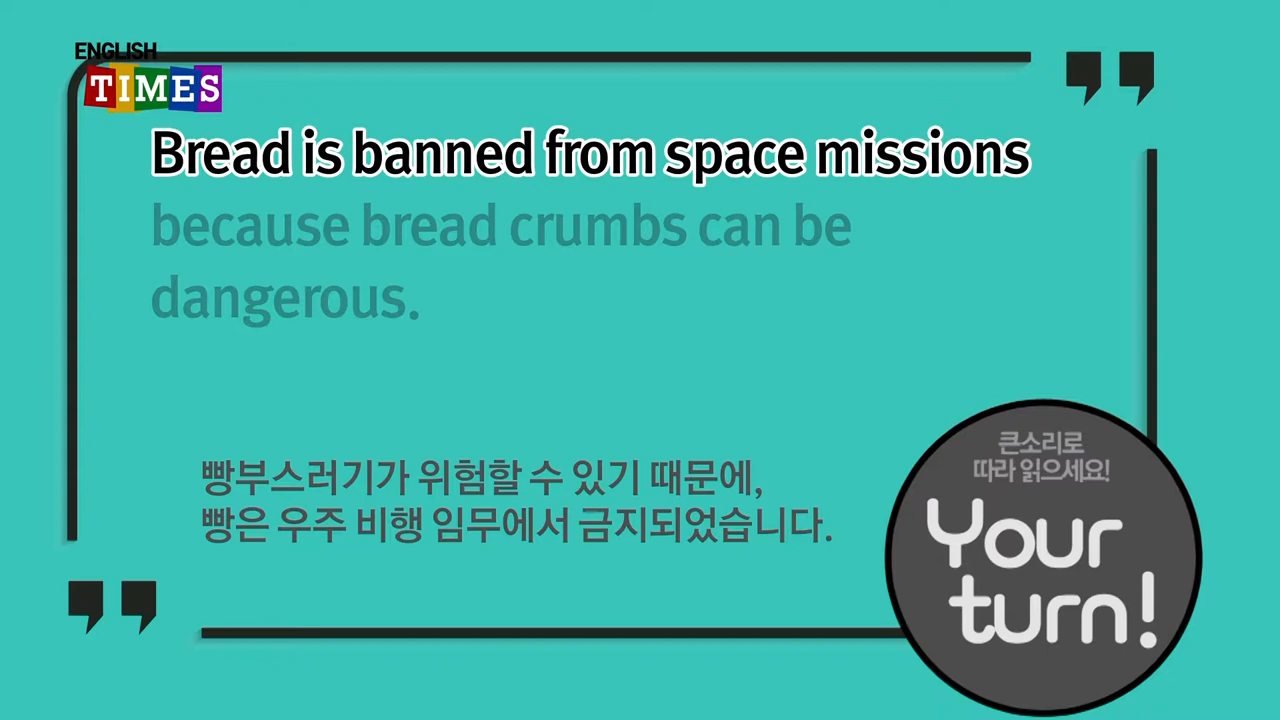 ENGLISH
TIMES
Bread is banned from space missions
because bread crumbs can be
dangerous.
빵부스러기가 위험할 수 있기 때문에,
빵은 우주 비행 임무에서 금지되었습니다.
큰소리로
따라 읽으세요!
Your
turn!